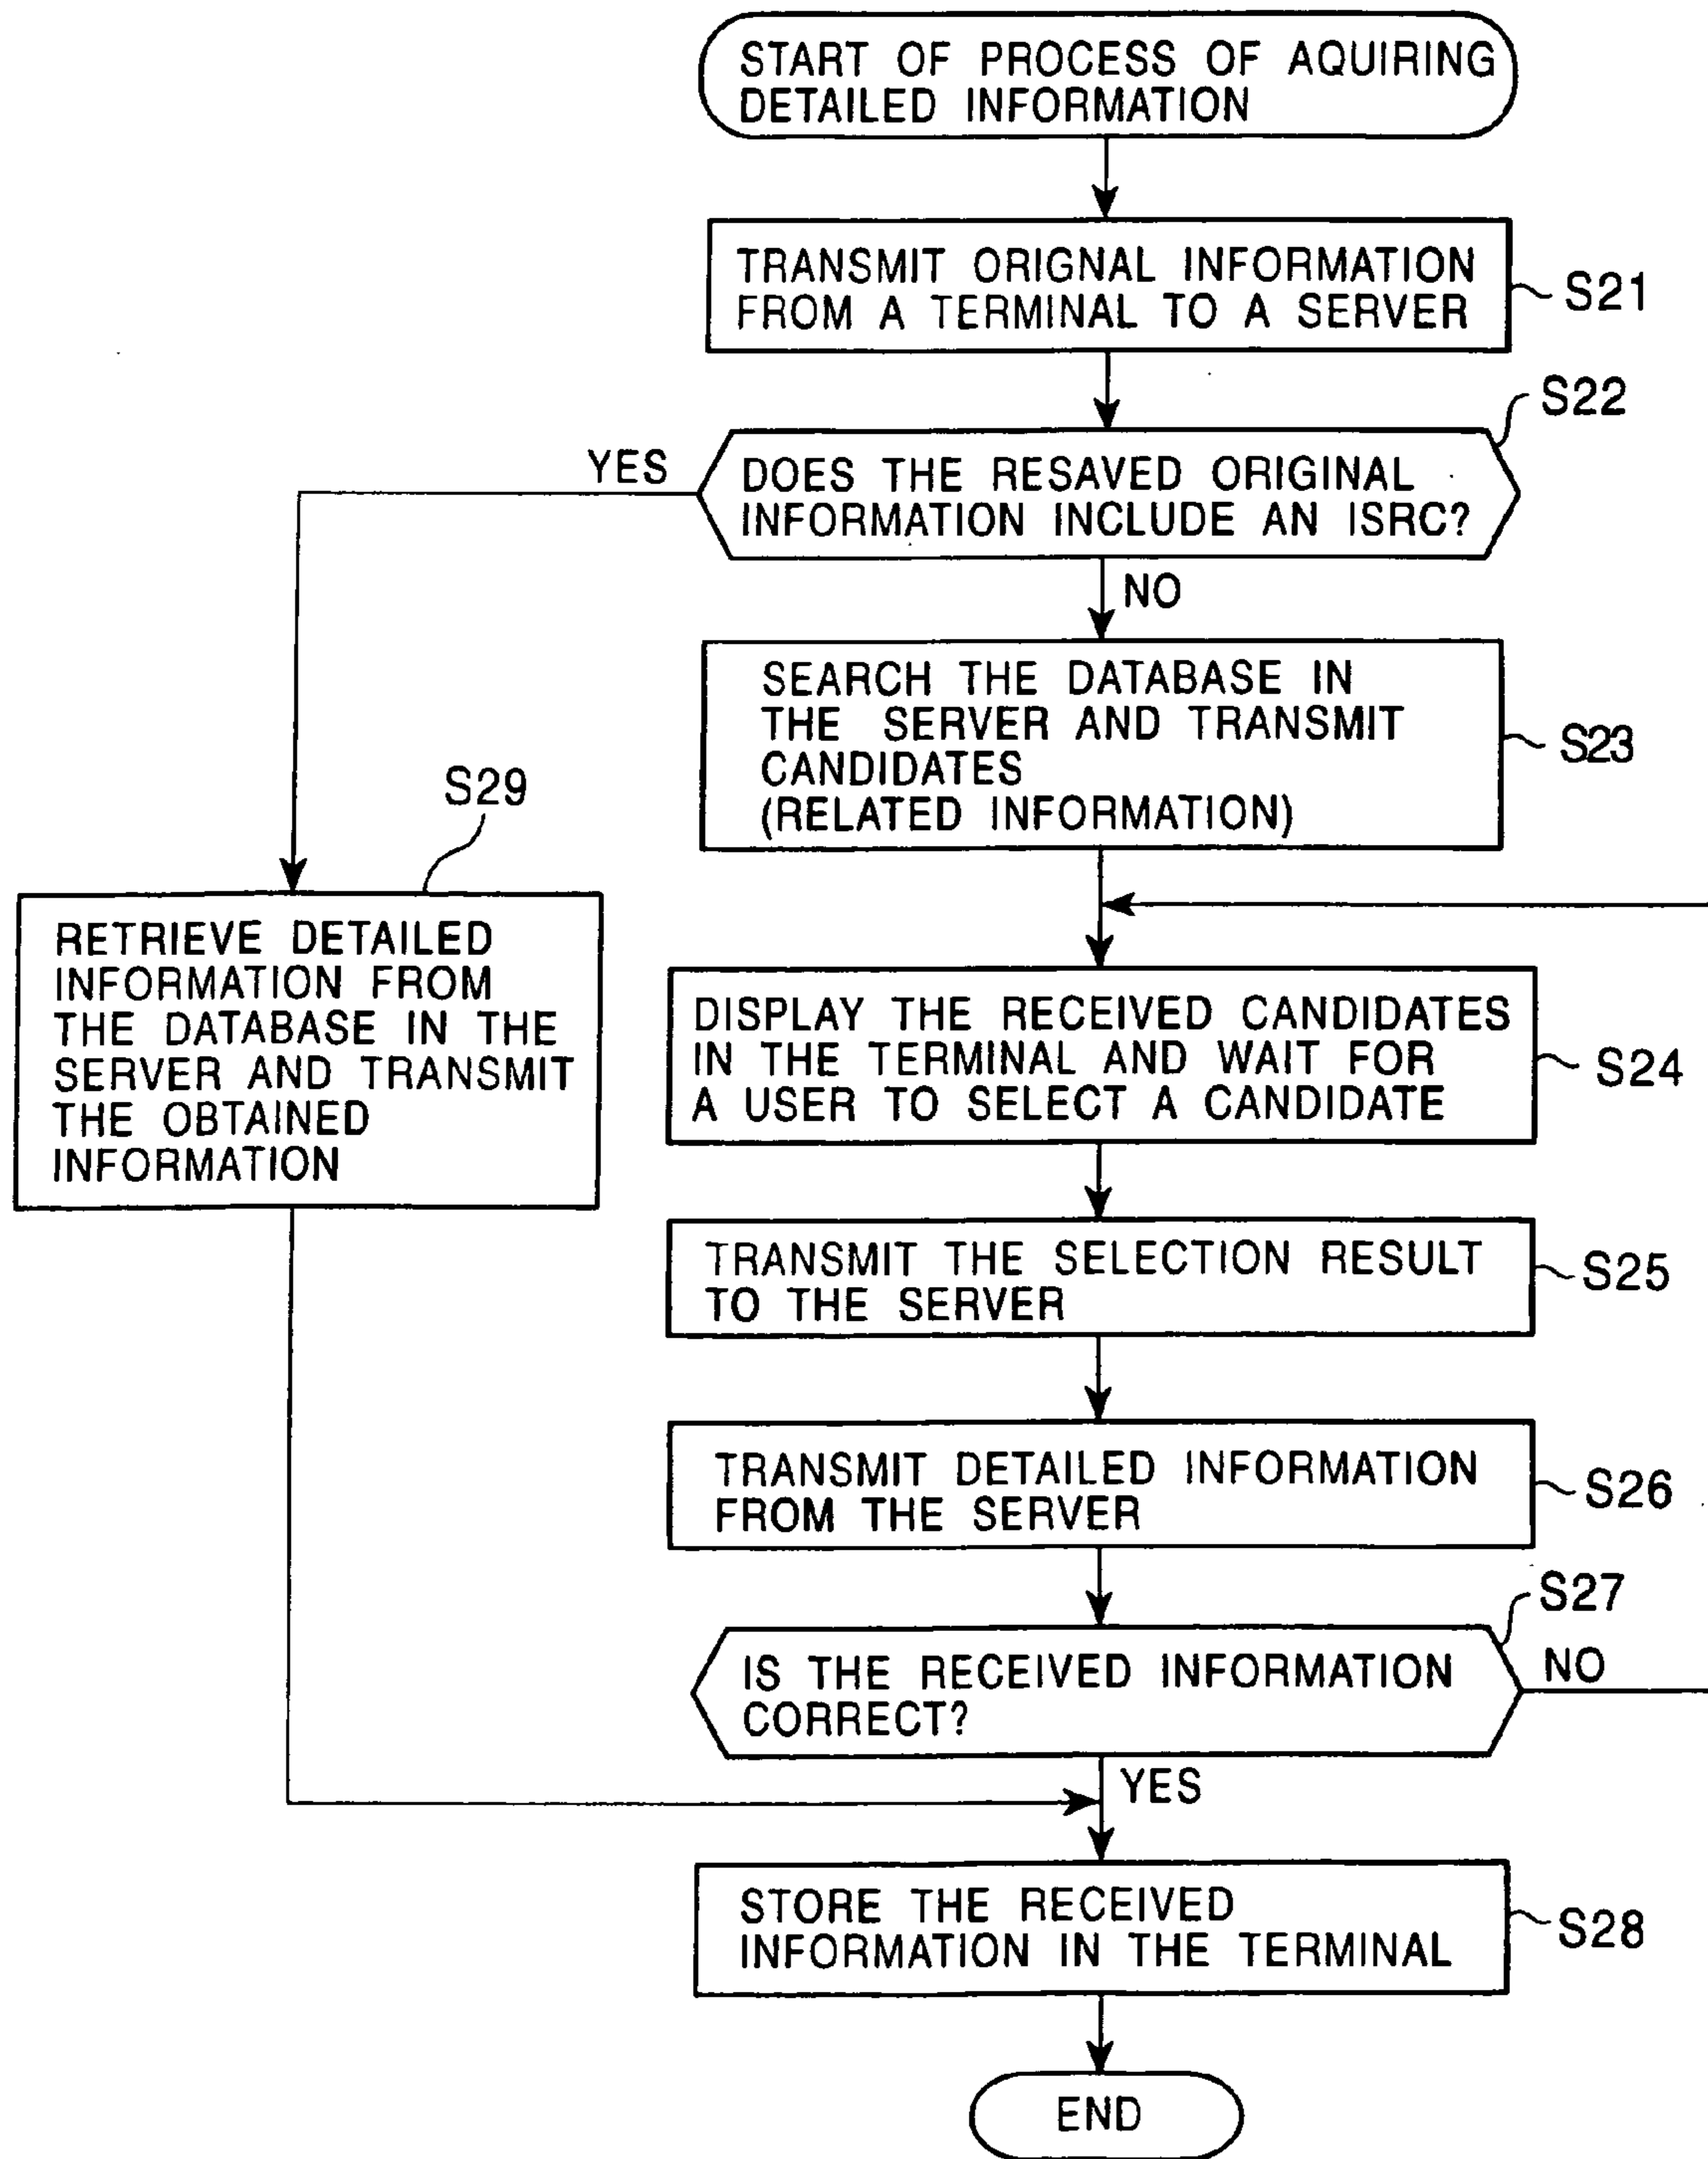 START OF PROCESS OF AQUIRING
DETAILED INFORMATION
TRANSMIT ORIGNAL INFORMATION
FROM A TERMINAL TO A SERVER
S21
S22
YES
DOES THE RESAVED ORIGINAL
INFORMATION INCLUDE AN ISRC?
NO
SEARCH THE DATABASE IN
THE SERVER AND TRANSMIT
CANDIDATES
(RELATED INFORMATION)
S23
S29
RETRIEVE DETAILED
INFORMATION FROM
THE DATABASE IN THE
SERVER AND TRANSMIT
THE OBTAINED
INFORMATION
DISPLAY THE RECEIVED CANDIDATES
IN THE TERMINAL AND WAIT FOR
A USER TO SELECT A CANDIDATE
S24
TRANSMIT THE SELECTION RESULT
TO THE SERVER
S25
TRANSMIT DETAILED INFORMATION
FROM THE SERVER
S26
S27
IS THE RECEIVED INFORMATION
CORRECT?
NO
YES
STORE THE RECEIVED
INFORMATION IN THE TERMINAL
S28
END